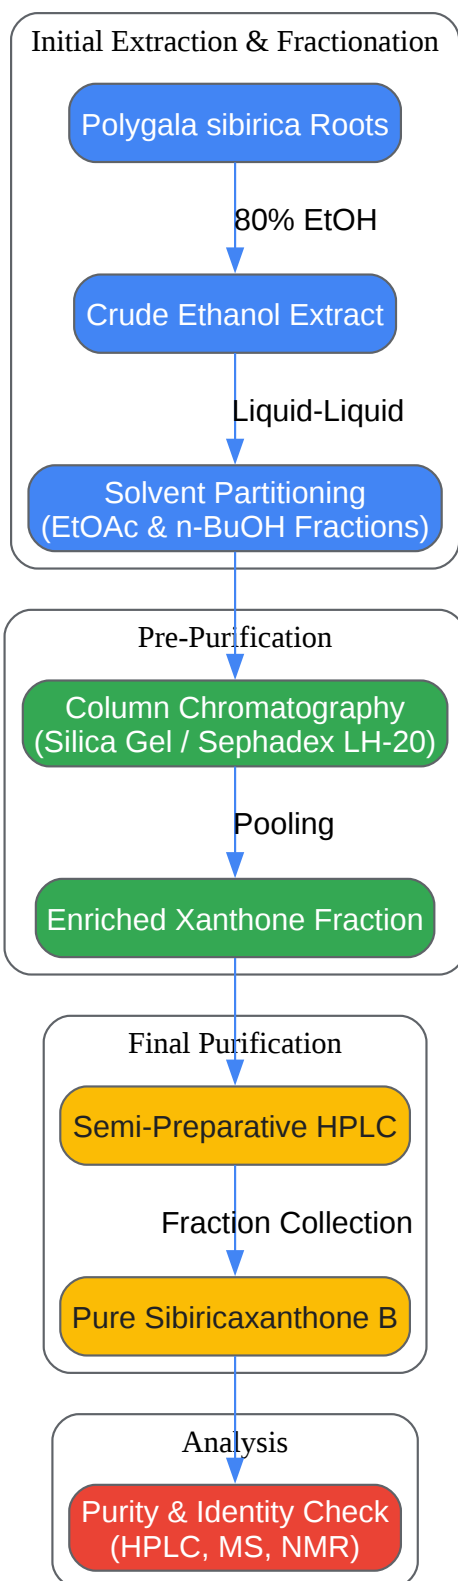 Initial Extraction & Fractionation
Polygala sibirica Roots
80% EtOH
Crude Ethanol Extract
Liquid-Liquid
Solvent Partitioning
(EtOAc & n-BuOH Fractions)
Pre-Purification
Column Chromatography
(Silica Gel / Sephadex LH-20)
Pooling
Enriched Xanthone Fraction
Final Purification
Semi-Preparative HPLC
Fraction Collection
Pure Sibiricaxanthone B
Analysis
Purity & Identity Check
(HPLC, MS, NMR)